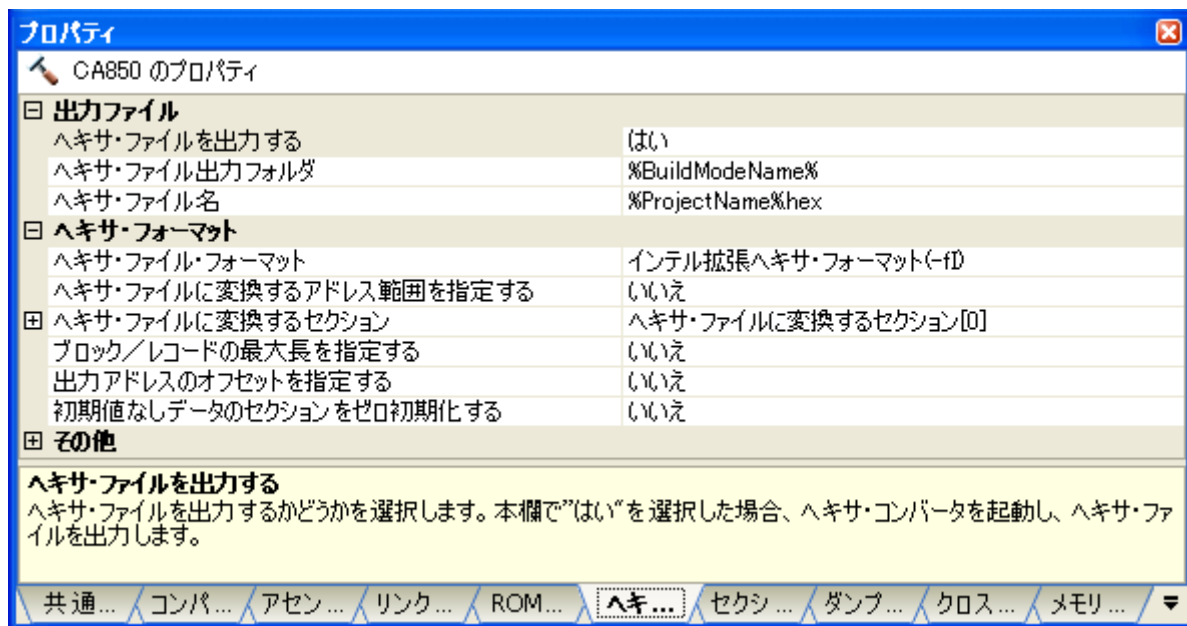 プロパティ
CA850 のプロパティ
出力ファイル
ヘキサ・ファイルを出力する はい
ヘキサ・ファイル出力フォルダ %BuildModeName%
ヘキサ・ファイル名 %ProjectName%hex
ヘキサ・フォーマット
ヘキサ・ファイル・フォーマット インテル拡張ヘキサ・フォーマット(-fI)
ヘキサ・ファイルに変換するアドレス範囲を指定する いいえ
ヘキサ・ファイルに変換するセクション ヘキサ・ファイルに変換するセクション[0]
ブロック/レコードの最大長を指定する いいえ
出力アドレスのオフセットを指定する いいえ
初期値なしデータのセクションをゼロ初期化する いいえ
その他
ヘキサ・ファイルを出力する
ヘキサ・ファイルを出力するかどうかを選択します。本欄で"はい"を選択した場合、ヘキサ・コンバータを起動し、ヘキサ・ファ
イルを出力します。
共通... コンパ... アセン... リンク... ROM... ヘキ... セクシ... ダンプ... クロス... メモリ...